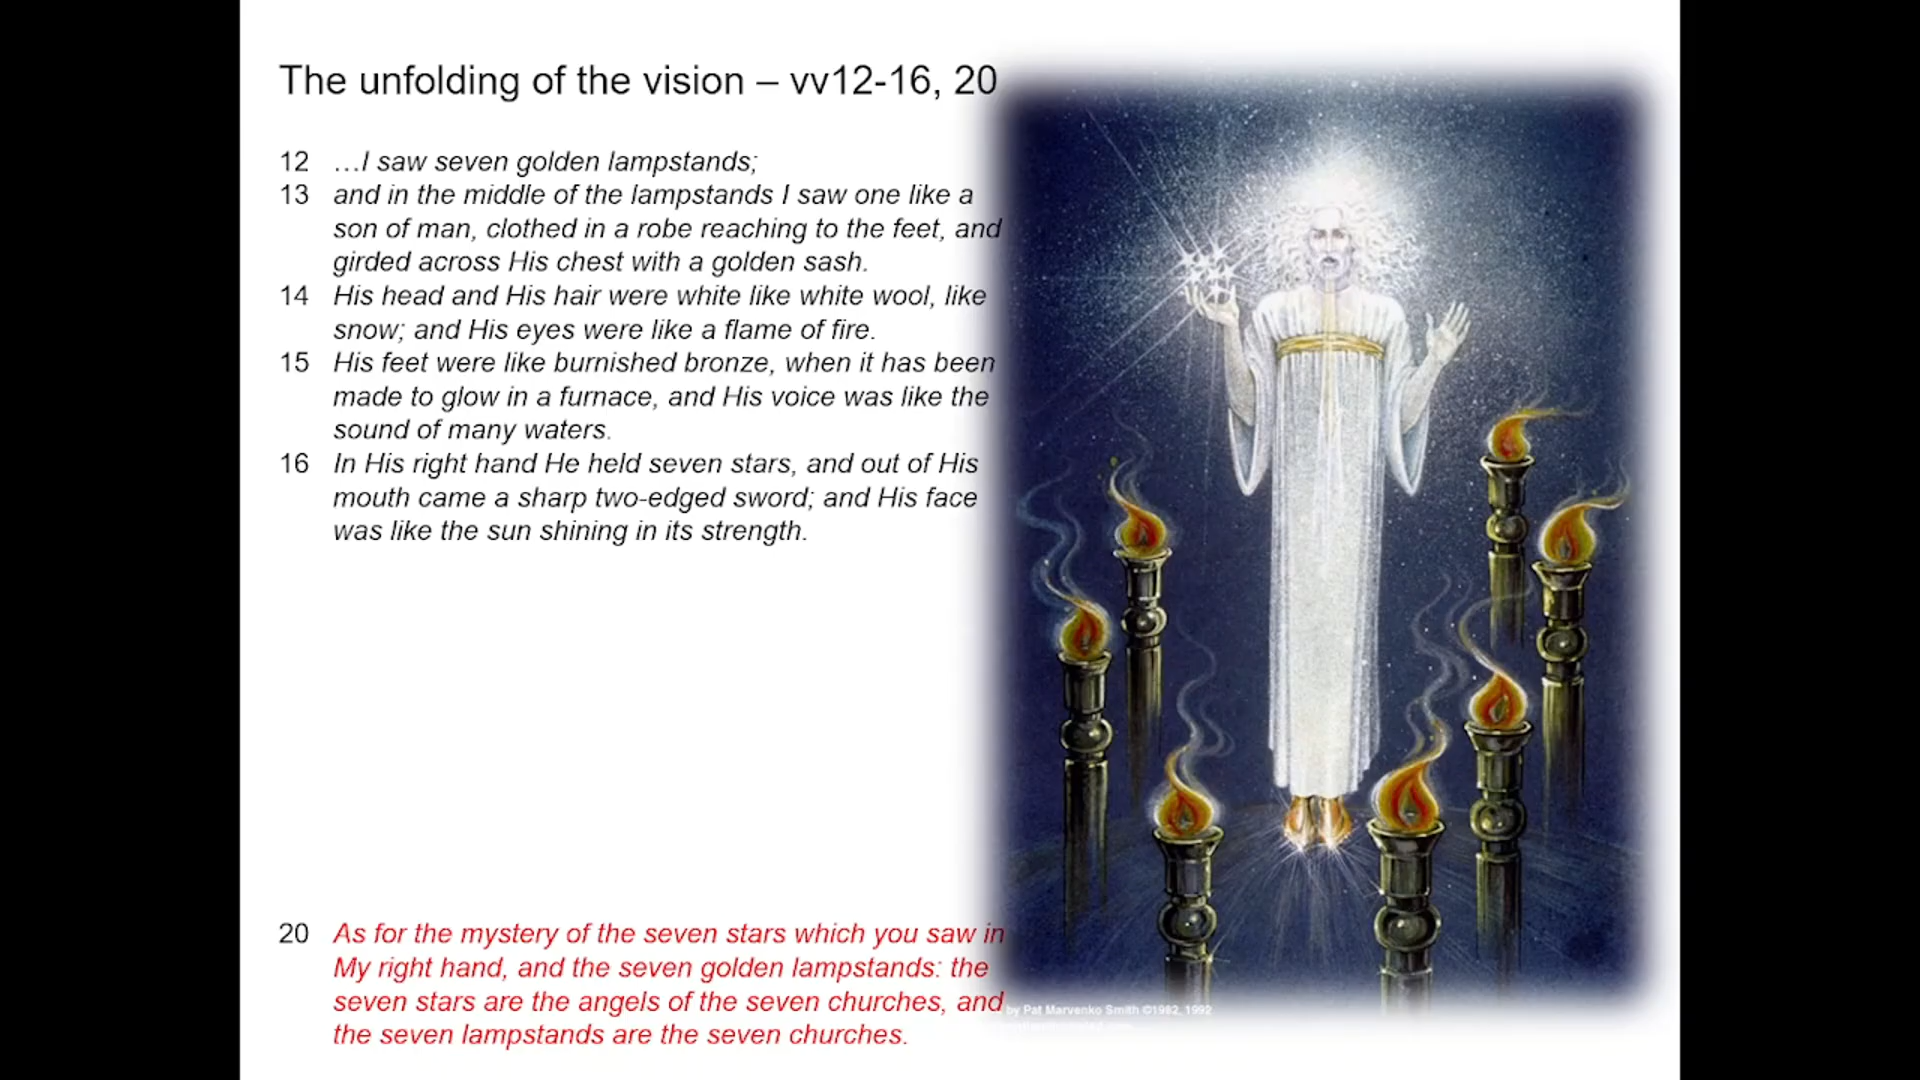 The unfolding of the vision – vv12-16, 20
12 …I saw seven golden lampstands;
13 and in the middle of the lampstands I saw one like a
son of man, clothed in a robe reaching to the feet, and
girded across His chest with a golden sash.
14 His head and His hair were white like white wool, like
snow; and His eyes were like a flame of fire.
15 His feet were like burnished bronze, when it has been
made to glow in a furnace, and His voice was like the
sound of many waters.
16 In His right hand He held seven stars, and out of His
mouth came a sharp two-edged sword; and His face
was like the sun shining in its strength.
20 As for the mystery of the seven stars which you saw in
My right hand, and the seven golden lampstands: the
seven stars are the angels of the seven churches, and
the seven lampstands are the seven churches.
by Pat Marvenko Smith ©1982, 1992